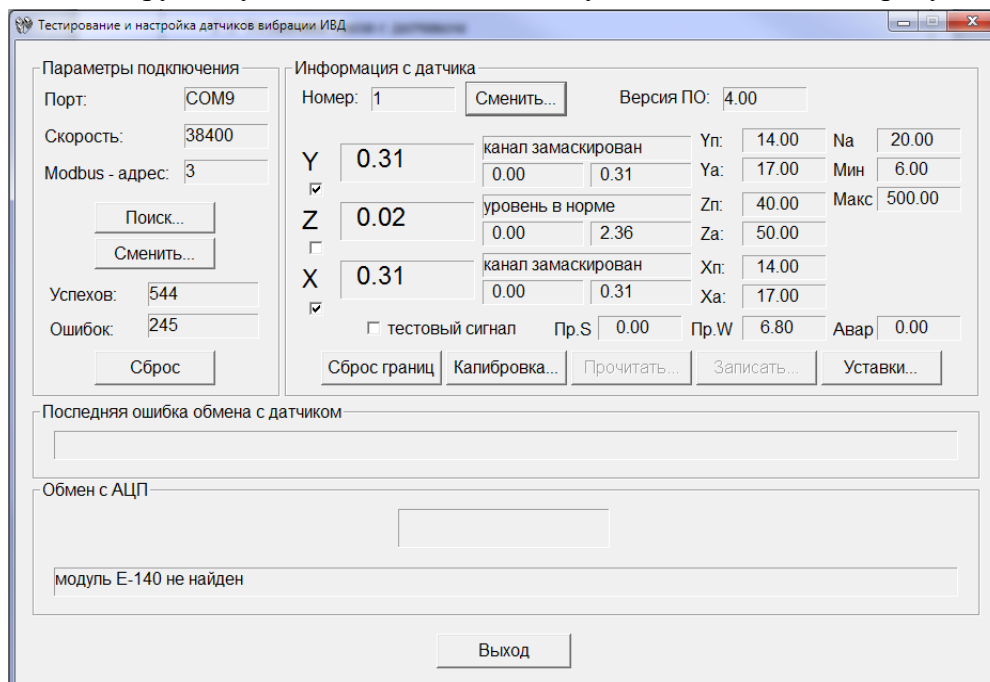 Тестирование и настройка датчиков вибрации ИВД
Параметры подключения
Порт: COM9
Скорость: 38400
Modbus - адрес: 3
Поиск...
Сменить...
Успехов: 544
Ошибок: 245
Сброс
Информация с датчика
Номер: 1 Сменить... Версия ПО: 4.00
Y 0.31 канал замаскирован
0.00 0.31
Yп: 14.00 Na 20.00
Ya: 17.00 Мин 6.00
Z 0.02 уровень в норме
0.00 2.36
Zп: 40.00 Макс 500.00
Za: 50.00
X 0.31 канал замаскирован
0.00 0.31
Xп: 14.00
Xa: 17.00
тестовый сигнал Пр.S 0.00 Пр.W 6.80 Авар 0.00
Сброс границ Калибровка... Прочитать... Записать... Уставки...
Последняя ошибка обмена с датчиком
Обмен с АЦП
модуль E-140 не найден
Выход